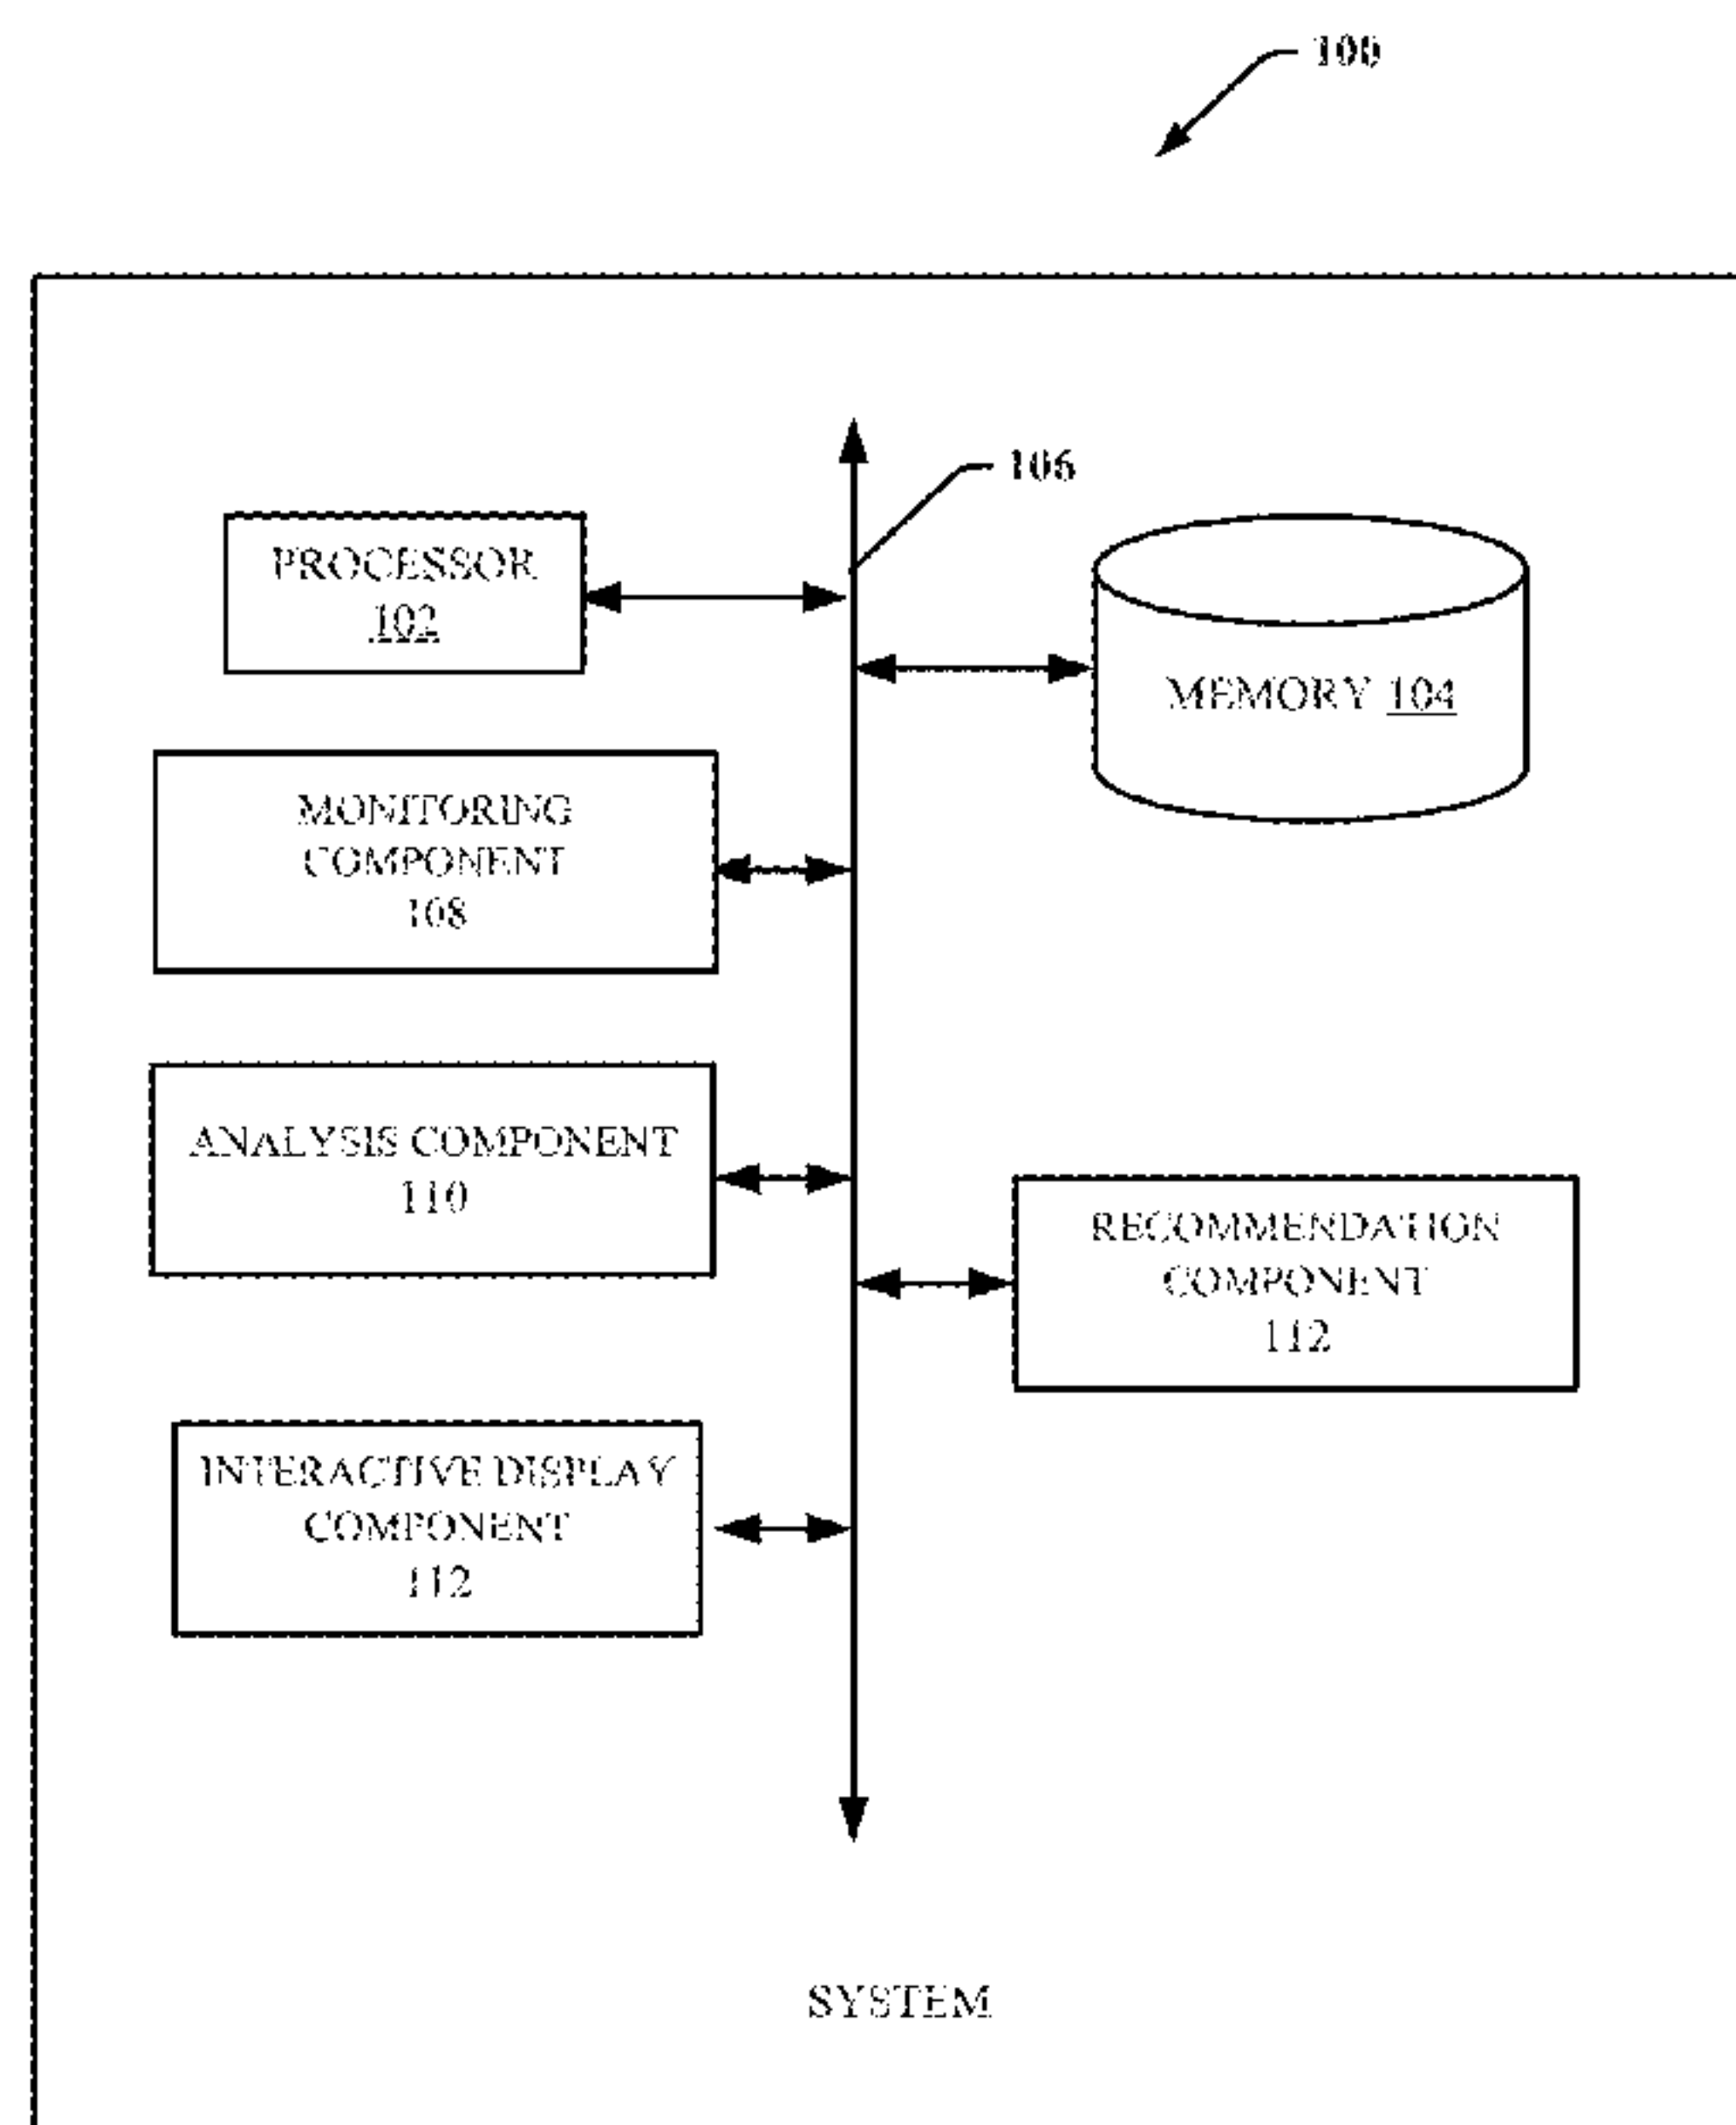 100
106
PROCESSOR
102
MEMORY 104
MONITORING
COMPONENT
108
ANALYSIS COMPONENT
110
RECOMMENDATION
COMPONENT
112
INTERACTIVE DISPLAY
COMPONENT
112
SYSTEM